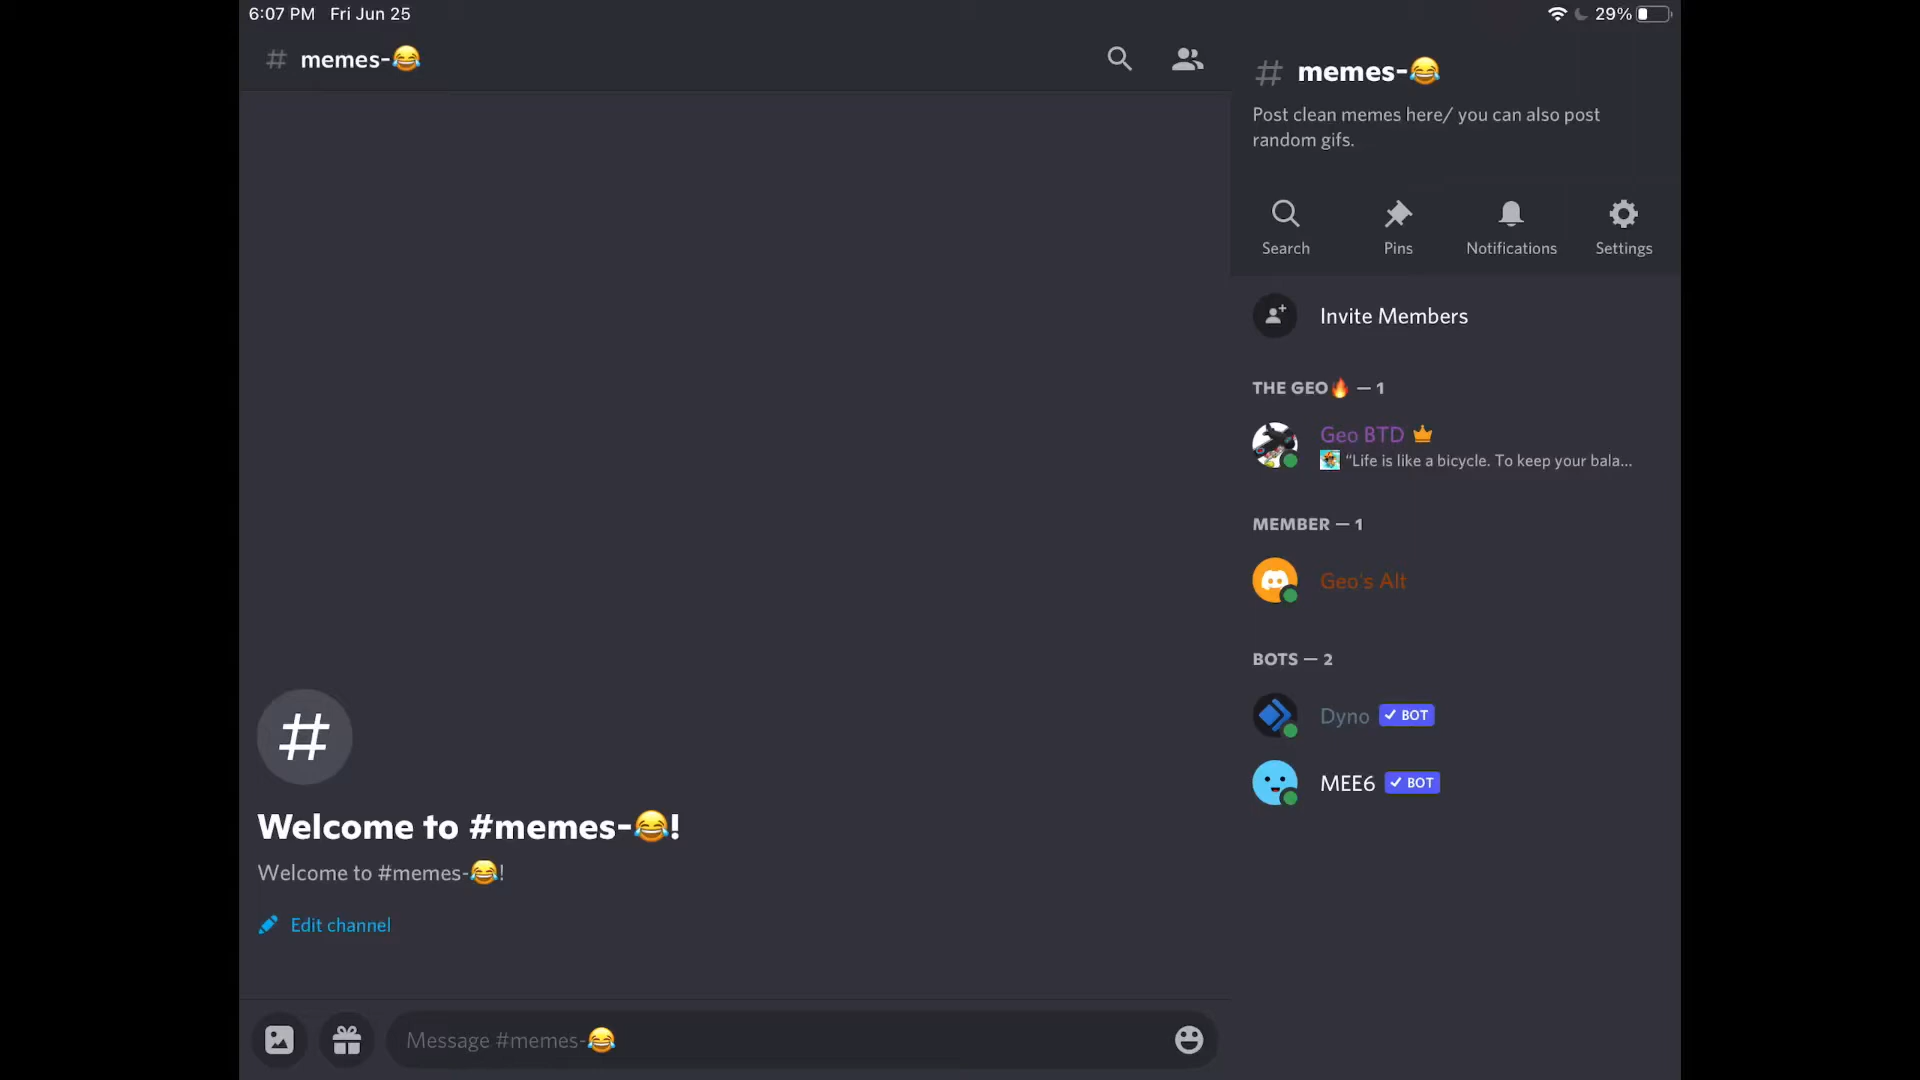 6:07 PM Fri Jun 25
29%
# memes-😂
# memes-😂
Post clean memes here/ you can also post
random gifs.
Search
Pins
Notifications
Settings
Invite Members
THE GEO🔥 — 1
Geo BTD
“Life is like a bicycle. To keep your bala...
MEMBER — 1
Geo's Alt
BOTS — 2
Dyno ✓ BOT
MEE6 ✓ BOT
#
Welcome to #memes-😂!
Welcome to #memes-😂!
Edit channel
Message #memes-😂